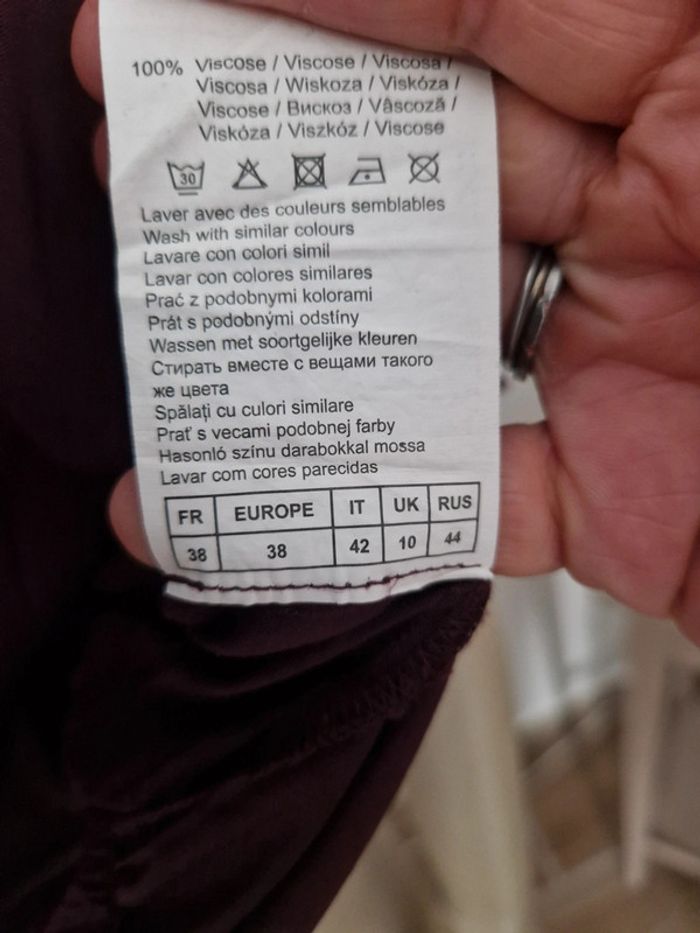 100% Viscose / Viscose / Viscosa /
Viscosa / Wiskoza / Viskóza /
Viscose / Вискоз / Vâscoză /
Viskóza / Viszkóz / Viscose
30
Laver avec des couleurs semblables
Wash with similar colours
Lavare con colori simil
Lavar con colores similares
Prać z podobnymi kolorami
Prát s podobnými odstíny
Wassen met soortgelijke kleuren
Стирать вместе с вещами такого
же цвета
Spălați cu culori similare
Prať s vecami podobnej farby
Hasonló színu darabokkal mossa
Lavar com cores parecidas
FR EUROPE IT UK RUS
38 38 42 10 44